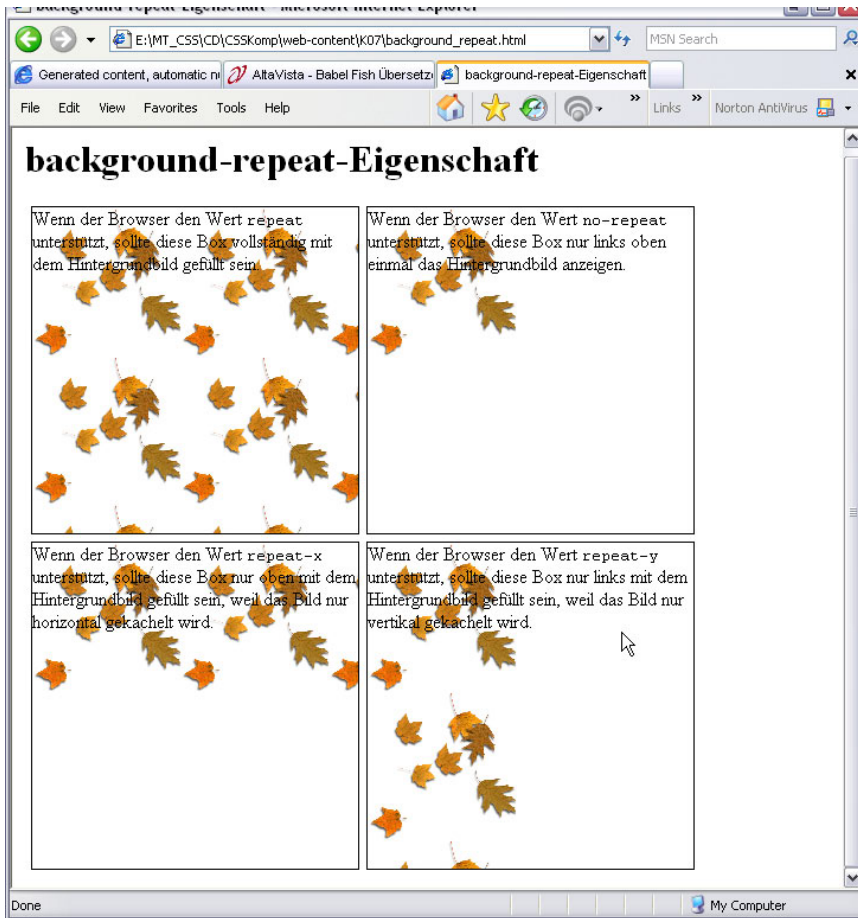 background-repeat-Eigenschaft - Microsoft Internet Explorer
E:\MT_CSS\CD\CSSKomp\web-content\K07\background_repeat.html
MSN Search
Generated content, automatic n
AltaVista - Babel Fish Übersetz
background-repeat-Eigenschaft
File Edit View Favorites Tools Help
Links
Norton AntiVirus
background-repeat-Eigenschaft
Wenn der Browser den Wert repeat
unterstützt, sollte diese Box vollständig mit
dem Hintergrundbild gefüllt sein.
Wenn der Browser den Wert no-repeat
unterstützt, sollte diese Box nur links oben
einmal das Hintergrundbild anzeigen.
Wenn der Browser den Wert repeat-x
unterstützt, sollte diese Box nur oben mit dem
Hintergrundbild gefüllt sein, weil das Bild nur
horizontal gekachelt wird.
Wenn der Browser den Wert repeat-y
unterstützt, sollte diese Box nur links mit dem
Hintergrundbild gefüllt sein, weil das Bild nur
vertikal gekachelt wird.
Done
My Computer